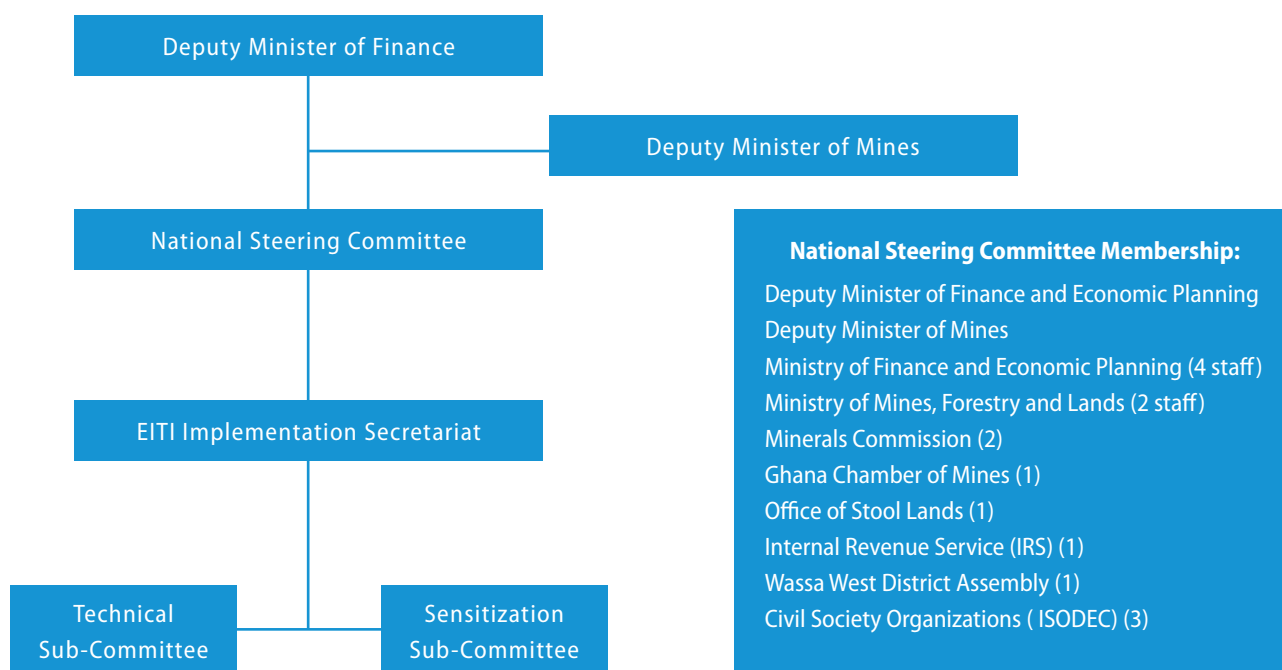 Deputy Minister of Finance
Deputy Minister of Mines
National Steering Committee
EITI Implementation Secretariat
Technical
Sub-Committee
Sensitization
Sub-Committee
National Steering Committee Membership:
Deputy Minister of Finance and Economic Planning
Deputy Minister of Mines
Ministry of Finance and Economic Planning (4 staff)
Ministry of Mines, Forestry and Lands (2 staff)
Minerals Commission (2)
Ghana Chamber of Mines (1)
Office of Stool Lands (1)
Internal Revenue Service (IRS) (1)
Wassa West District Assembly (1)
Civil Society Organizations ( ISODEC) (3)